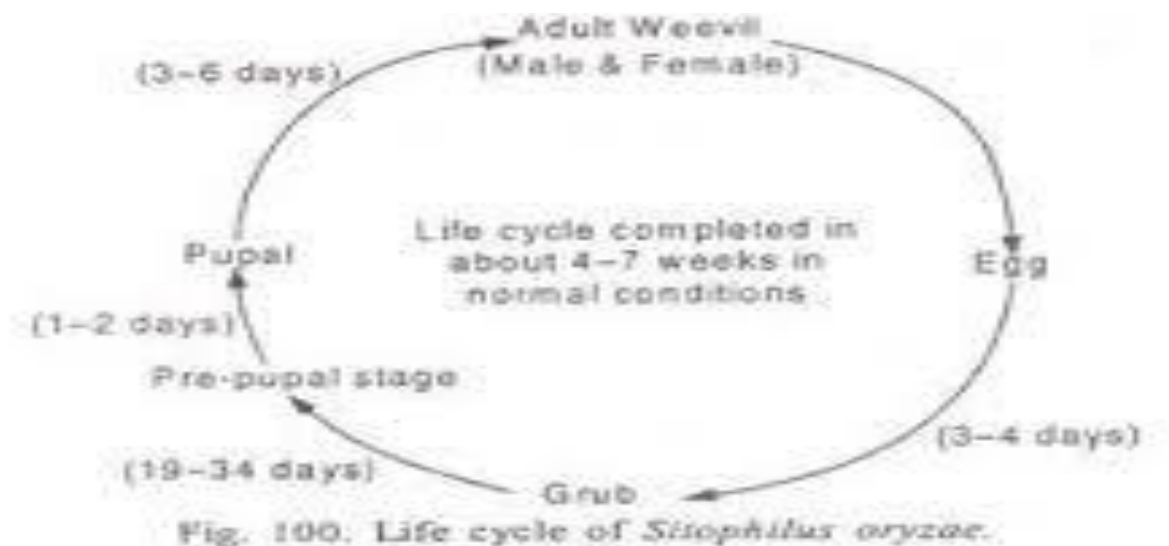 Adult Weevill
(Male & Female)
(3-6 days)
Life cycle completed in
about 4-7 weeks in
normal conditions
Pupal
Egg
(1-2 days)
Pre-pupal stage
(3-4 days)
(19-34 days)
Grub
Fig. 100. Life cycle of Sitophilus oryzae.